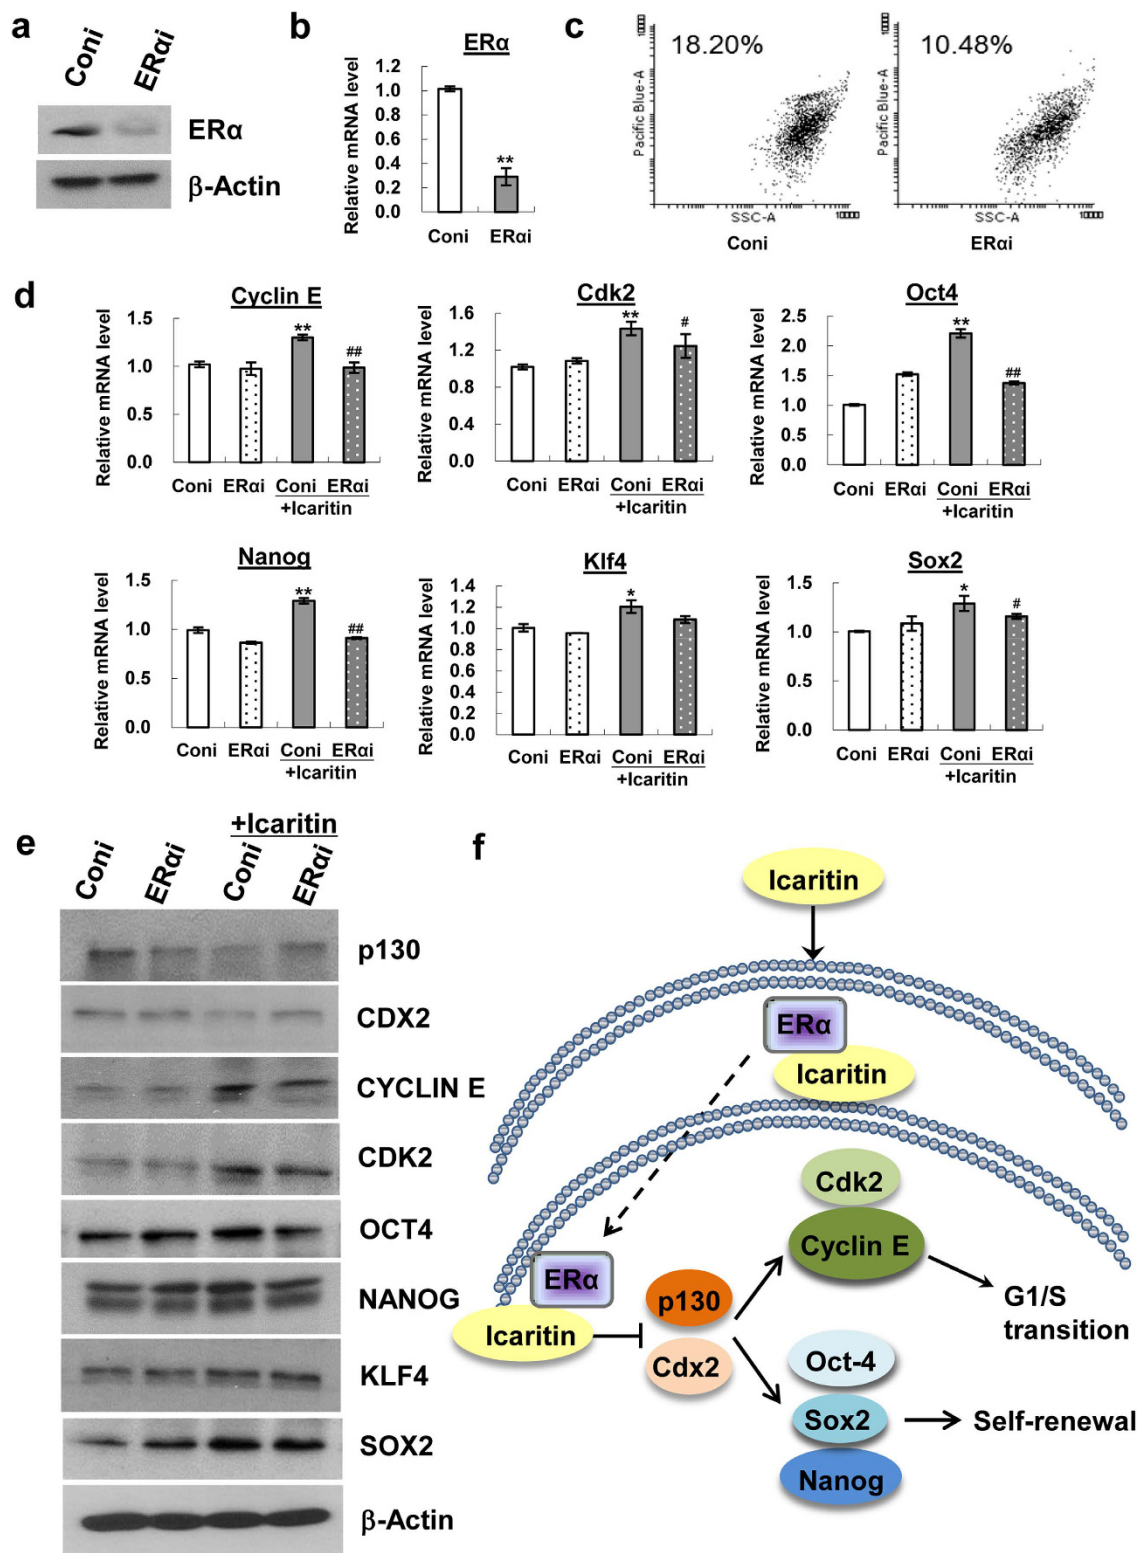 a
Coni
ERαi
ERα
β-Actin
b
ERα
Relative mRNA level
1.2
1.0
0.8
0.6
0.4
0.2
0.0
**
Coni ERαi
c
18.20%
Pacific Blue-A
SSC-A
Coni
10.48%
Pacific Blue-A
SSC-A
ERαi
d
Cyclin E
Relative mRNA level
1.5
1.0
0.5
0.0
**
##
Coni ERαi Coni ERαi
+Icaritin
Cdk2
Relative mRNA level
1.6
1.2
0.8
0.4
0.0
**
#
Coni ERαi Coni ERαi
+Icaritin
Oct4
Relative mRNA level
2.5
2.0
1.5
1.0
0.5
0.0
**
##
Coni ERαi Coni ERαi
+Icaritin
Nanog
Relative mRNA level
1.5
1.0
0.5
0.0
**
##
Coni ERαi Coni ERαi
+Icaritin
Klf4
Relative mRNA level
1.4
1.2
1.0
0.8
0.6
0.4
0.2
0.0
*
Coni ERαi Coni ERαi
+Icaritin
Sox2
Relative mRNA level
1.5
1.0
0.5
0.0
*
#
Coni ERαi Coni ERαi
+Icaritin
e
+Icaritin
Coni
ERαi
Coni
ERαi
p130
CDX2
CYCLIN E
CDK2
OCT4
NANOG
KLF4
SOX2
β-Actin
f
Icaritin
ERα
Icaritin
Cdk2
Cyclin E
ERα
Icaritin
p130
Cdx2
G1/S
transition
Oct-4
Sox2
Nanog
Self-renewal